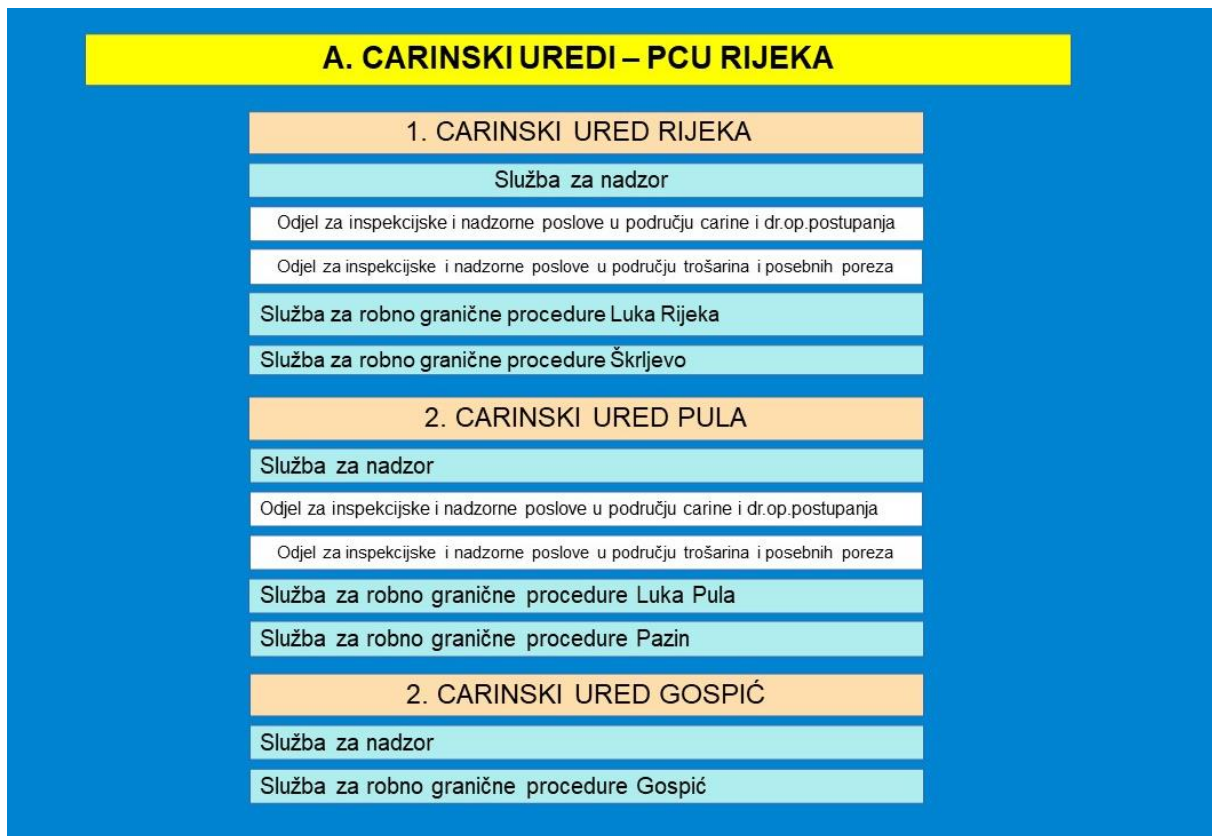 A. CARINSKI UREDI – PCU RIJEKA
1. CARINSKI URED RIJEKA
Služba za nadzor
Odjel za inspekcijske i nadzorne poslove u području carine i dr.op.postupanja
Odjel za inspekcijske i nadzorne poslove u području trošarina i posebnih poreza
Služba za robno granične procedure Luka Rijeka
Služba za robno granične procedure Škrljevo
2. CARINSKI URED PULA
Služba za nadzor
Odjel za inspekcijske i nadzorne poslove u području carine i dr.op.postupanja
Odjel za inspekcijske i nadzorne poslove u području trošarina i posebnih poreza
Služba za robno granične procedure Luka Pula
Služba za robno granične procedure Pazin
2. CARINSKI URED GOSPIĆ
Služba za nadzor
Služba za robno granične procedure Gospić